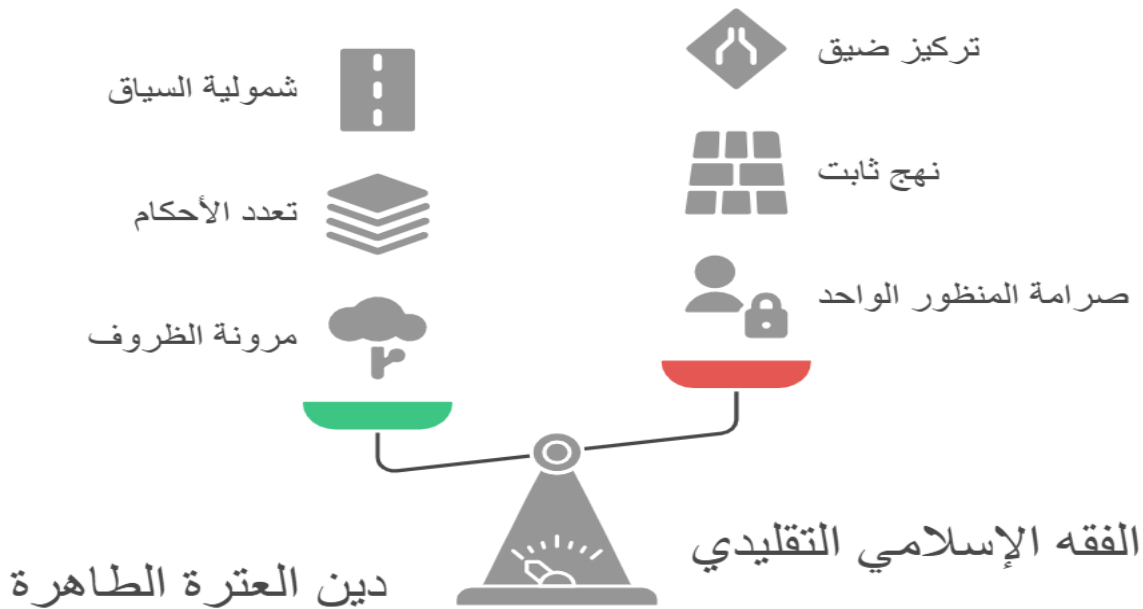 تركيز ضيق
نهج ثابت
صرامة المنظور الواحد
الفقه الإسلامي التقليدي
شمولية السياق
تعدد الأحكام
مرونة الظروف
دين العترة الطاهرة